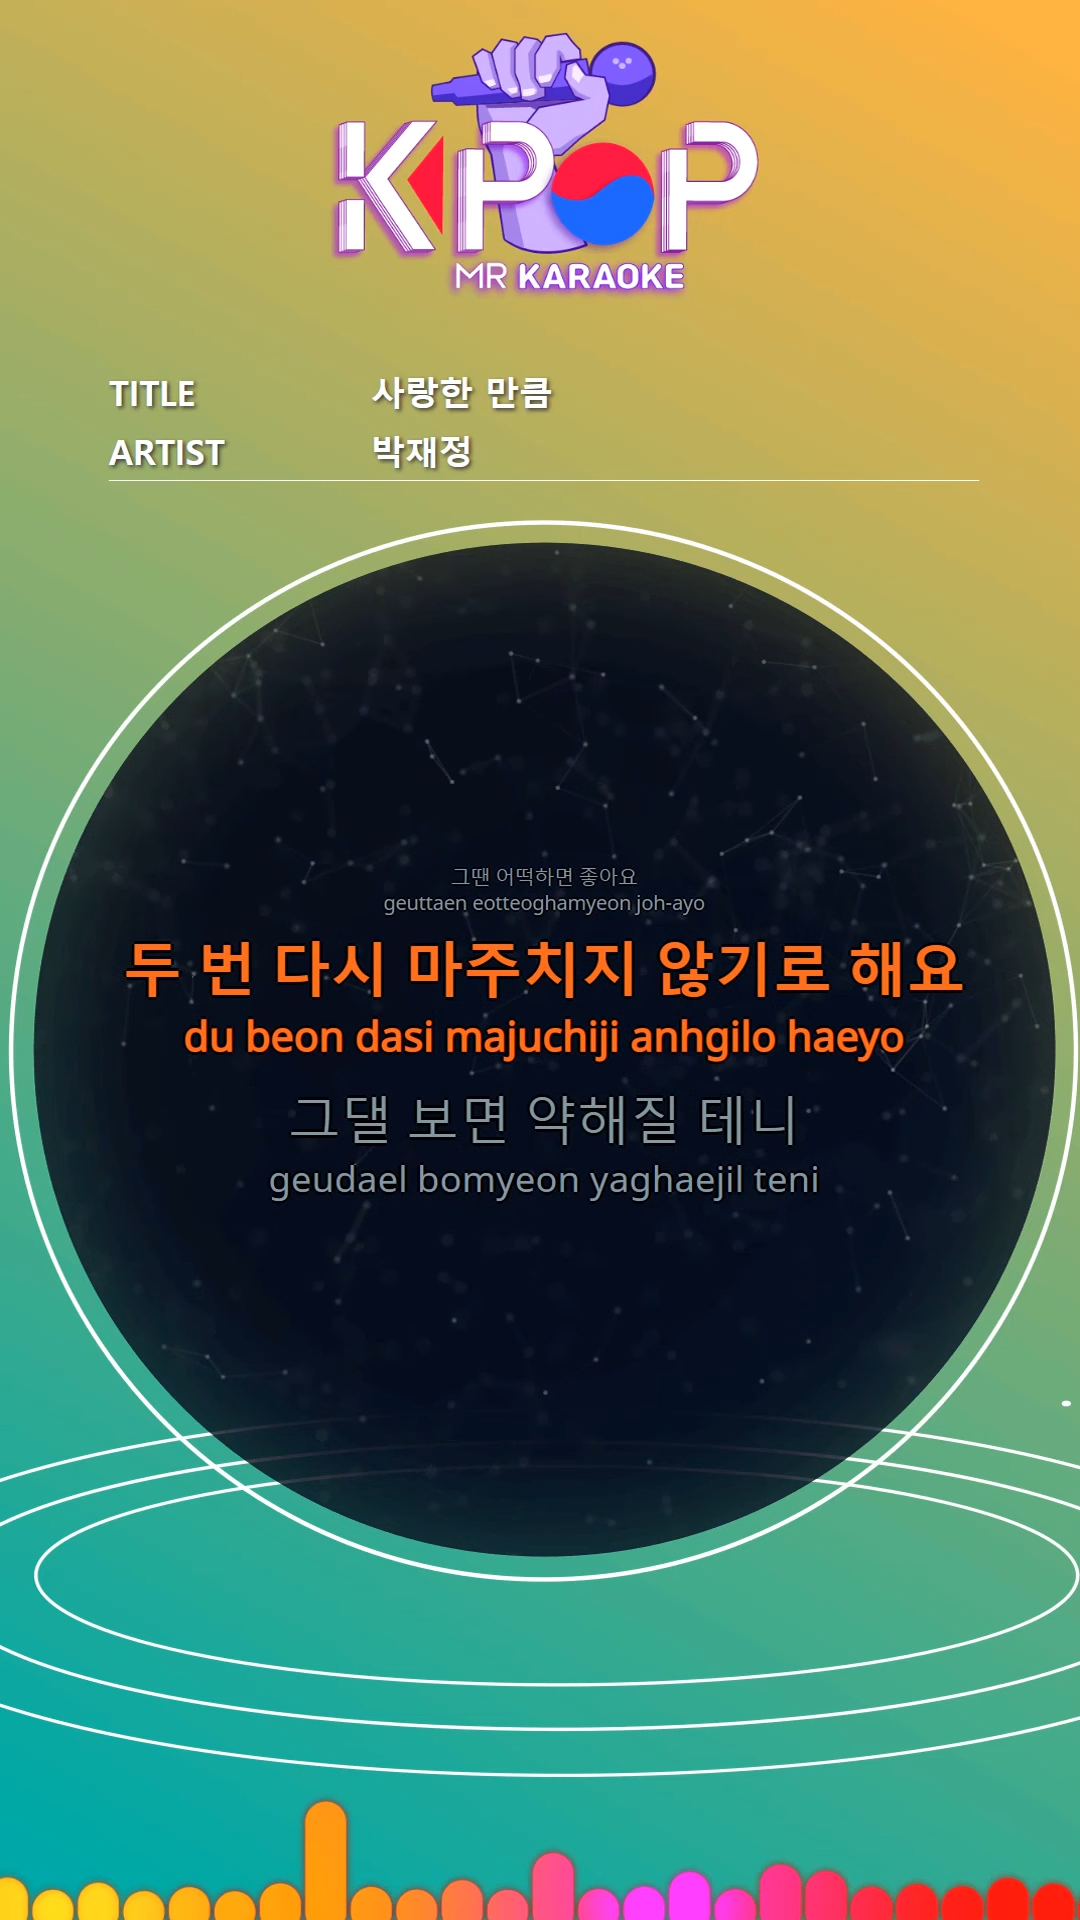 KPOP
MR KARAOKE
TITLE 사랑한 만큼
ARTIST 박재정
그땐 어떡하면 좋아요
geuttaen eotteoghamyeon joh-ayo
두 번 다시 마주치지 않기로 해요
du beon dasi majuchiji anhgilo haeyo
그댈 보면 약해질 테니
geudael bomyeon yaghaejil teni